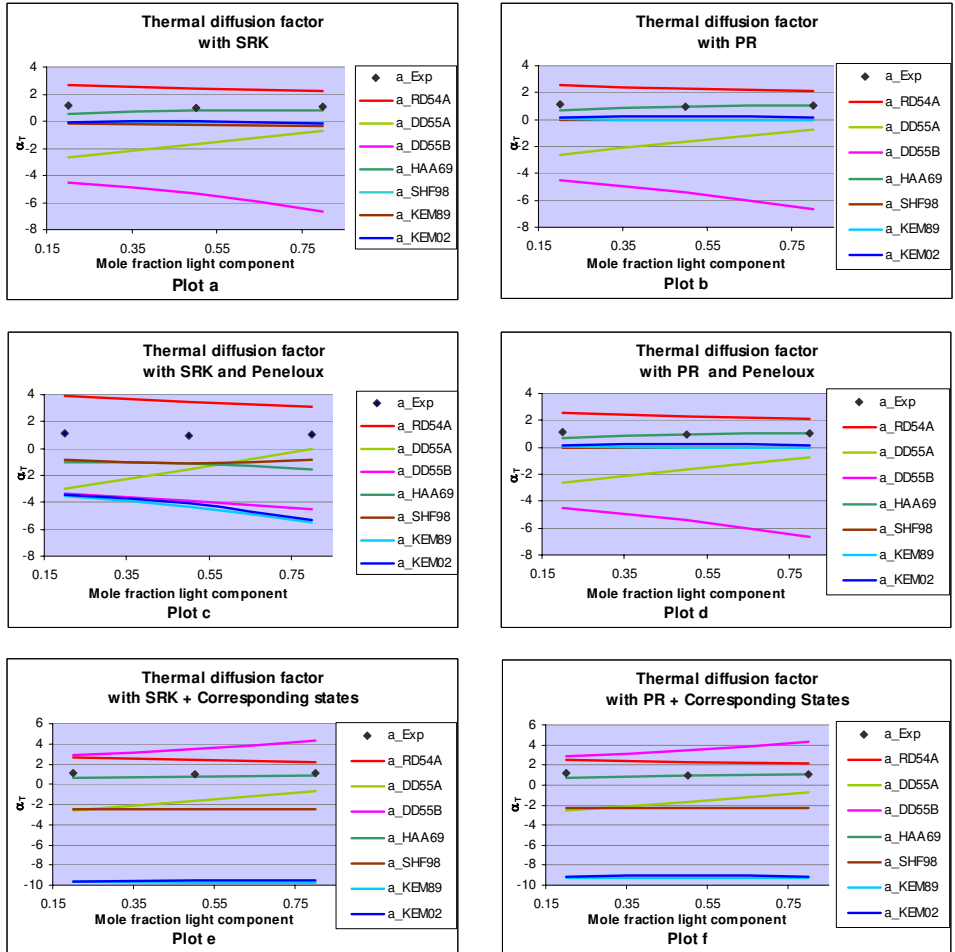 Thermal diffusion factor
with SRK
4
2
0
-2
-4
-6
-8
αT
0.15 0.35 0.55 0.75
Mole fraction light component
Plot a
a_Exp
a_RD54A
a_DD55A
a_DD55B
a_HAA69
a_SHF98
a_KEM89
a_KEM02
Thermal diffusion factor
with PR
4
2
0
-2
-4
-6
-8
αT
0.15 0.35 0.55 0.75
Mole fraction light component
Plot b
a_Exp
a_RD54A
a_DD55A
a_DD55B
a_HAA69
a_SHF98
a_KEM89
a_KEM02
Thermal diffusion factor
with SRK and Peneloux
4
2
0
-2
-4
-6
-8
αT
0.15 0.35 0.55 0.75
Mole fraction light component
Plot c
a_Exp
a_RD54A
a_DD55A
a_DD55B
a_HAA69
a_SHF98
a_KEM89
a_KEM02
Thermal diffusion factor
with PR and Peneloux
4
2
0
-2
-4
-6
-8
αT
0.15 0.35 0.55 0.75
Mole fraction light component
Plot d
a_Exp
a_RD54A
a_DD55A
a_DD55B
a_HAA69
a_SHF98
a_KEM89
a_KEM02
Thermal diffusion factor
with SRK + Corresponding states
6
4
2
0
-2
-4
-6
-8
-10
αT
0.15 0.35 0.55 0.75
Mole fraction light component
Plot e
a_Exp
a_RD54A
a_DD55A
a_DD55B
a_HAA69
a_SHF98
a_KEM89
a_KEM02
Thermal diffusion factor
with PR + Corresponding States
6
4
2
0
-2
-4
-6
-8
-10
αT
0.15 0.35 0.55 0.75
Mole fraction light component
Plot f
a_Exp
a_RD54A
a_DD55A
a_DD55B
a_HAA69
a_SHF98
a_KEM89
a_KEM02